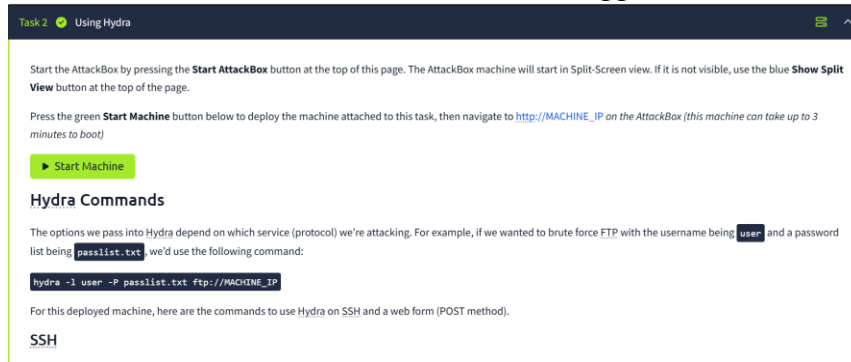 Task 2 Using Hydra
Start the AttackBox by pressing the Start AttackBox button at the top of this page. The AttackBox machine will start in Split-Screen view. If it is not visible, use the blue Show Split
View button at the top of the page.
Press the green Start Machine button below to deploy the machine attached to this task, then navigate to http://MACHINE_IP on the AttackBox (this machine can take up to 3
minutes to boot)
Start Machine
Hydra Commands
The options we pass into Hydra depend on which service (protocol) we're attacking. For example, if we wanted to brute force FTP with the username being user and a password
list being passlist.txt, we'd use the following command:
hydra -l user -P passlist.txt ftp://MACHINE_IP
For this deployed machine, here are the commands to use Hydra on SSH and a web form (POST method).
SSH